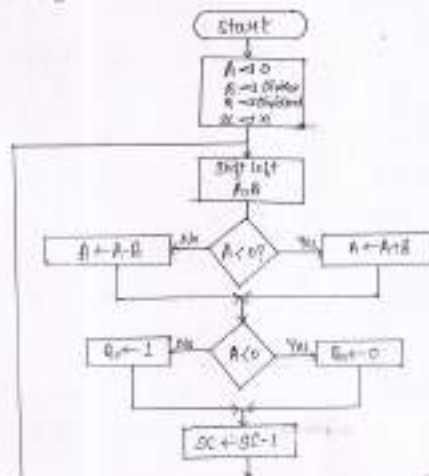 start
A ← 0
B ← Divisor
Q ← Dividend
SC ← n
Shift left
A,Q
A < 0?
No
Yes
A ← A-B
A ← A+B
A<0
No
Yes
Q₀ ← 1
Q₀ ← 0
SC ← SC-1